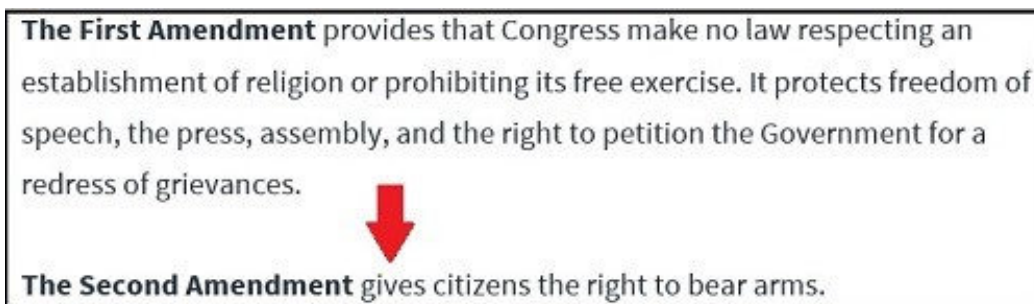 The First Amendment provides that Congress make no law respecting an
establishment of religion or prohibiting its free exercise. It protects freedom of
speech, the press, assembly, and the right to petition the Government for a
redress of grievances.
The Second Amendment gives citizens the right to bear arms.